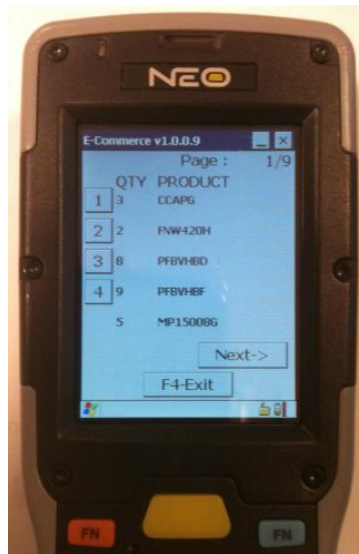 NEO
E-Commerce v1.0.0.9
Page : 1/9
QTY PRODUCT
1 3 CCAPG
2 2 FNW420H
3 8 PFBVHBD
4 9 PFBVHBF
5 MP15008G
Next->
F4-Exit
FN FN